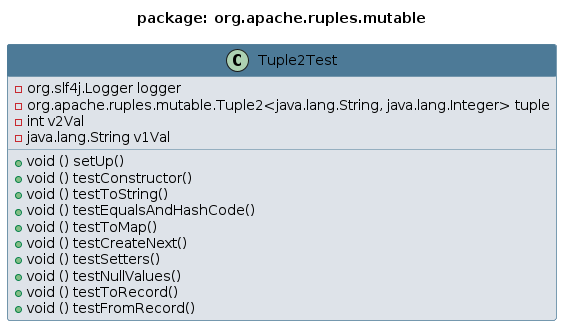 package: org.apache.ruples.mutable
C Tuple2Test
org.slf4j.Logger logger
org.apache.ruples.mutable.Tuple2<java.lang.String, java.lang.Integer> tuple
int v2Val
java.lang.String v1Val
void () setUp()
void () testConstructor()
void () testToString()
void () testEqualsAndHashCode()
void () testToMap()
void () testCreateNext()
void () testSetters()
void () testNullValues()
void () testToRecord()
void () testFromRecord()